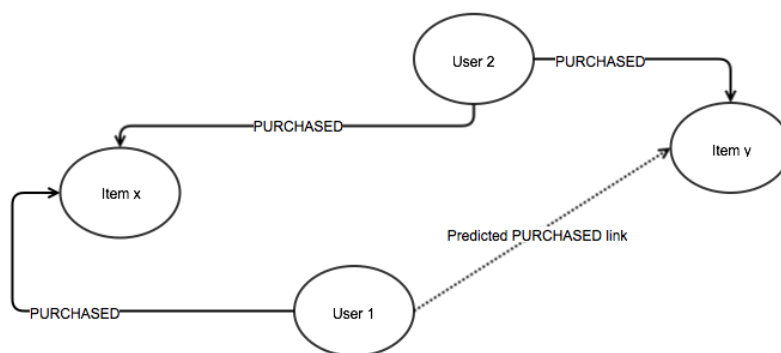 User 2
PURCHASED
PURCHASED
Item y
Item x
Predicted PURCHASED link
PURCHASED
User 1